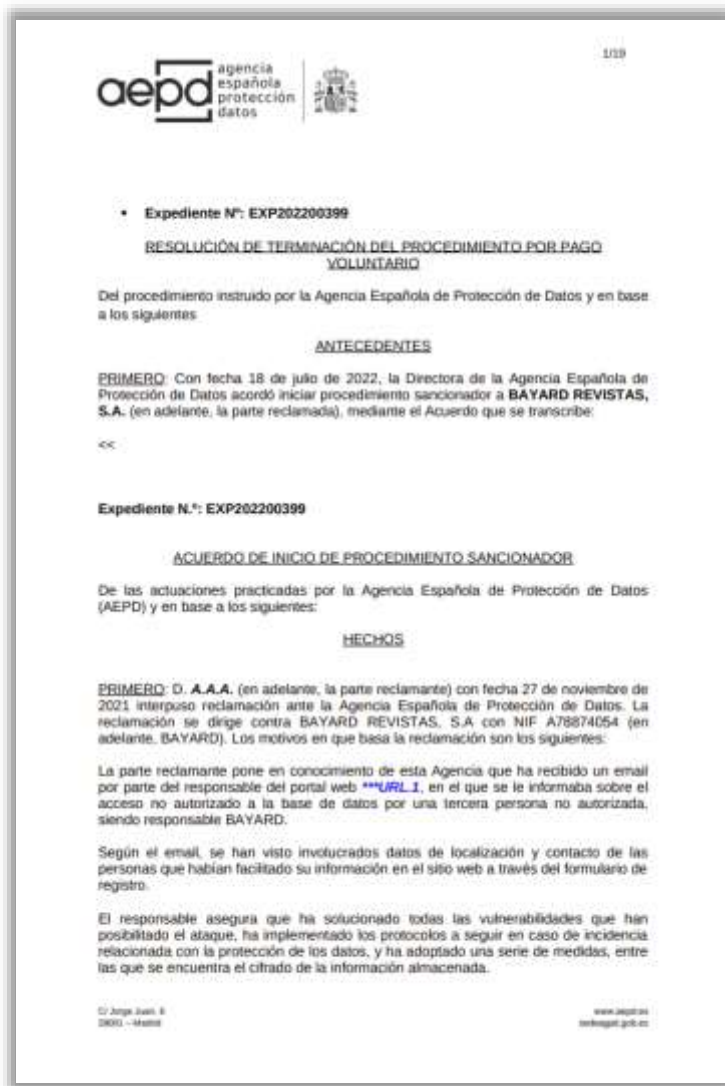 1/19
aepd
agencia
española
protección
datos
• Expediente Nº: EXP202200399
RESOLUCIÓN DE TERMINACIÓN DEL PROCEDIMIENTO POR PAGO
VOLUNTARIO
Del procedimiento instruido por la Agencia Española de Protección de Datos y en base
a los siguientes
ANTECEDENTES
PRIMERO: Con fecha 18 de julio de 2022, la Directora de la Agencia Española de
Protección de Datos acordó iniciar procedimiento sancionador a BAYARD REVISTAS,
S.A. (en adelante, la parte reclamada), mediante el Acuerdo que se transcribe:
<<
Expediente N.º: EXP202200399
ACUERDO DE INICIO DE PROCEDIMIENTO SANCIONADOR
De las actuaciones practicadas por la Agencia Española de Protección de Datos
(AEPD) y en base a los siguientes:
HECHOS
PRIMERO: D. A.A.A. (en adelante, la parte reclamante) con fecha 27 de noviembre de
2021 interpuso reclamación ante la Agencia Española de Protección de Datos. La
reclamación se dirige contra BAYARD REVISTAS, S.A con NIF A78874054 (en
adelante, BAYARD). Los motivos en que basa la reclamación son los siguientes:
La parte reclamante pone en conocimiento de esta Agencia que ha recibido un email
por parte del responsable del portal web ***URL.1, en el que se le informaba sobre el
acceso no autorizado a la base de datos por una tercera persona no autorizada,
siendo responsable BAYARD.
Según el email, se han visto involucrados datos de localización y contacto de las
personas que habían facilitado su información en el sitio web a través del formulario de
registro.
El responsable asegura que ha solucionado todas las vulnerabilidades que han
posibilitado el ataque, ha implementado los protocolos a seguir en caso de incidencia
relacionada con la protección de los datos, y ha adoptado una serie de medidas, entre
las que se encuentra el cifrado de la información almacenada.
C/ Jorge Juan, 6
28001 – Madrid
www.aepd.es
sedeagpd.gob.es